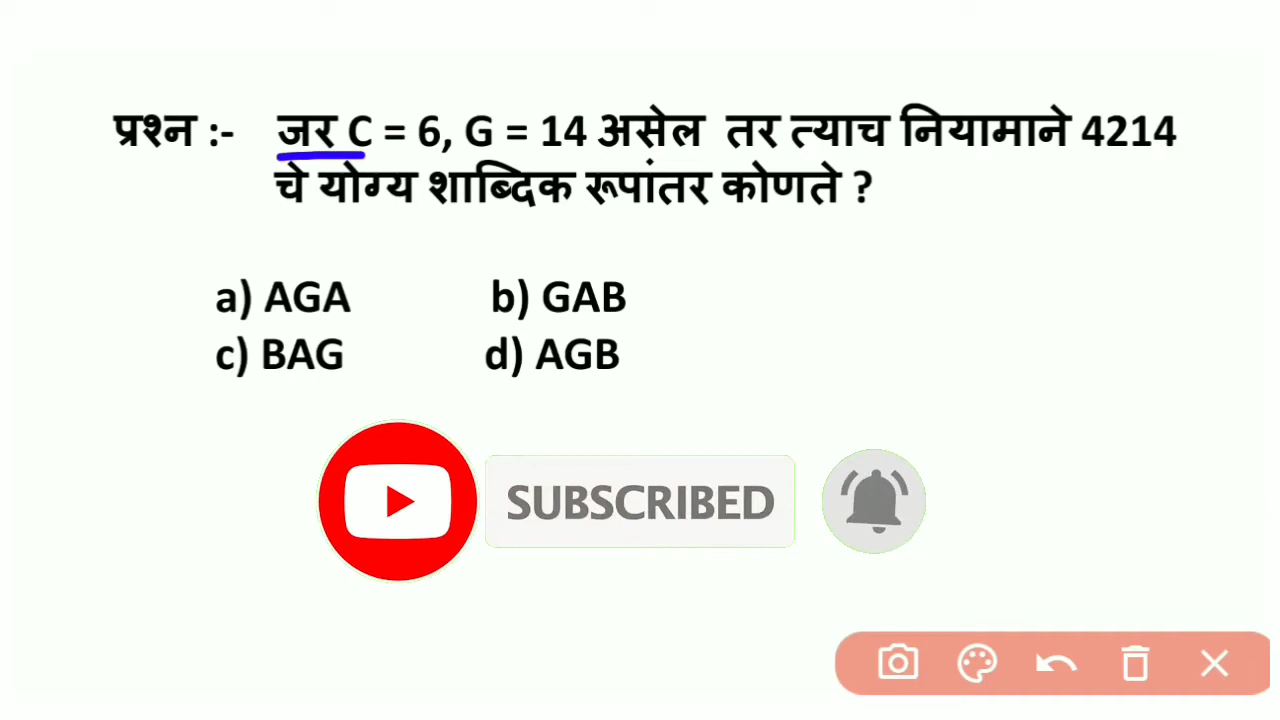 प्रश्न :- जर C = 6, G = 14 असेल तर त्याच नियामाने 4214
चे योग्य शाब्दिक रूपांतर कोणते ?
a) AGA b) GAB
c) BAG d) AGB
SUBSCRIBED